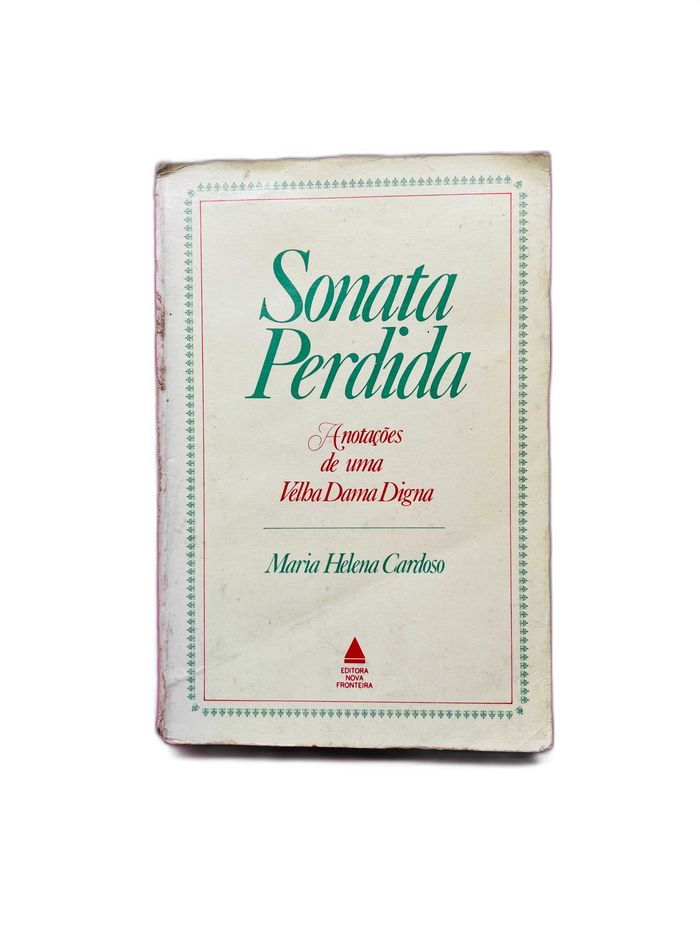 Sonata
Perdida
Anotações
de uma
Velha Dama Digna
Maria Helena Cardoso
EDITORA
NOVA
FRONTEIRA